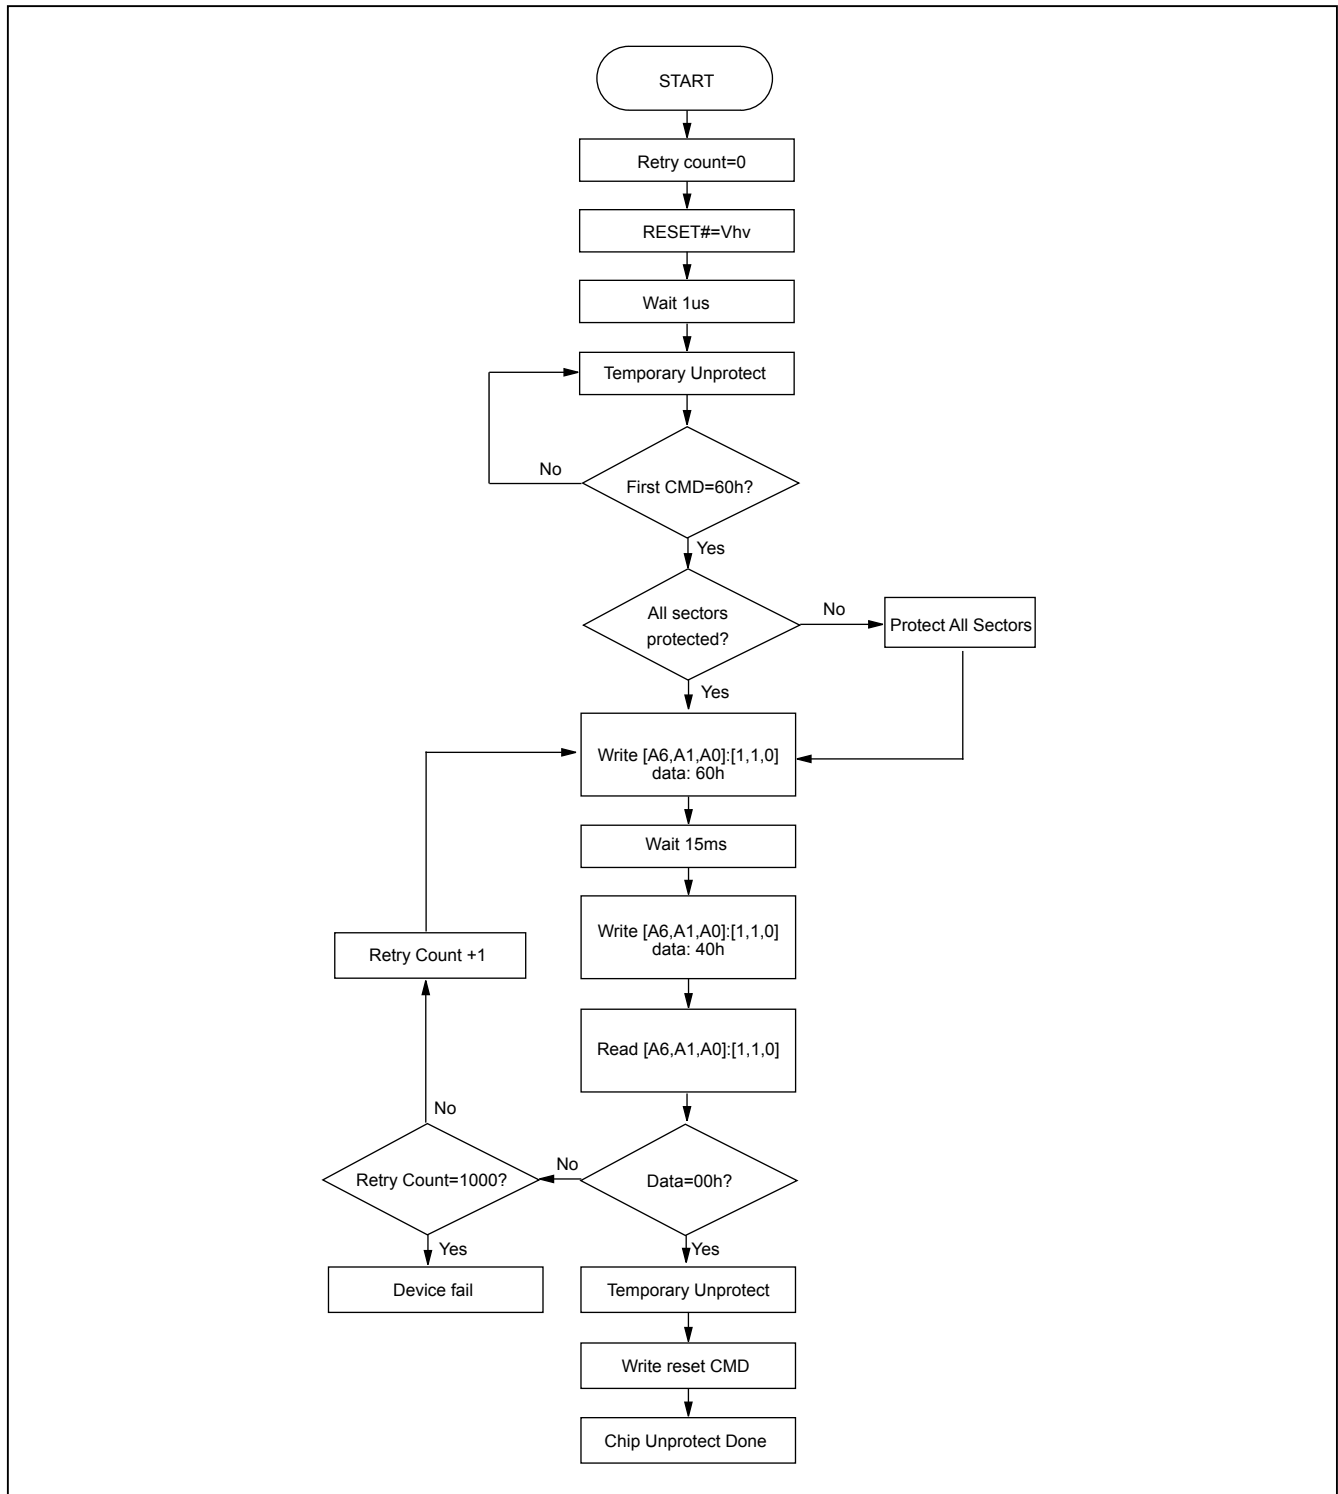 START
Retry count=0
RESET#=Vhv
Wait 1us
Temporary Unprotect
No
First CMD=60h?
Yes
All sectors
protected?
No
Protect All Sectors
Yes
Write [A6,A1,A0]:[1,1,0]
data: 60h
Wait 15ms
Write [A6,A1,A0]:[1,1,0]
data: 40h
Retry Count +1
Read [A6,A1,A0]:[1,1,0]
No
Retry Count=1000?
No
Data=00h?
Yes
Yes
Device fail
Temporary Unprotect
Write reset CMD
Chip Unprotect Done